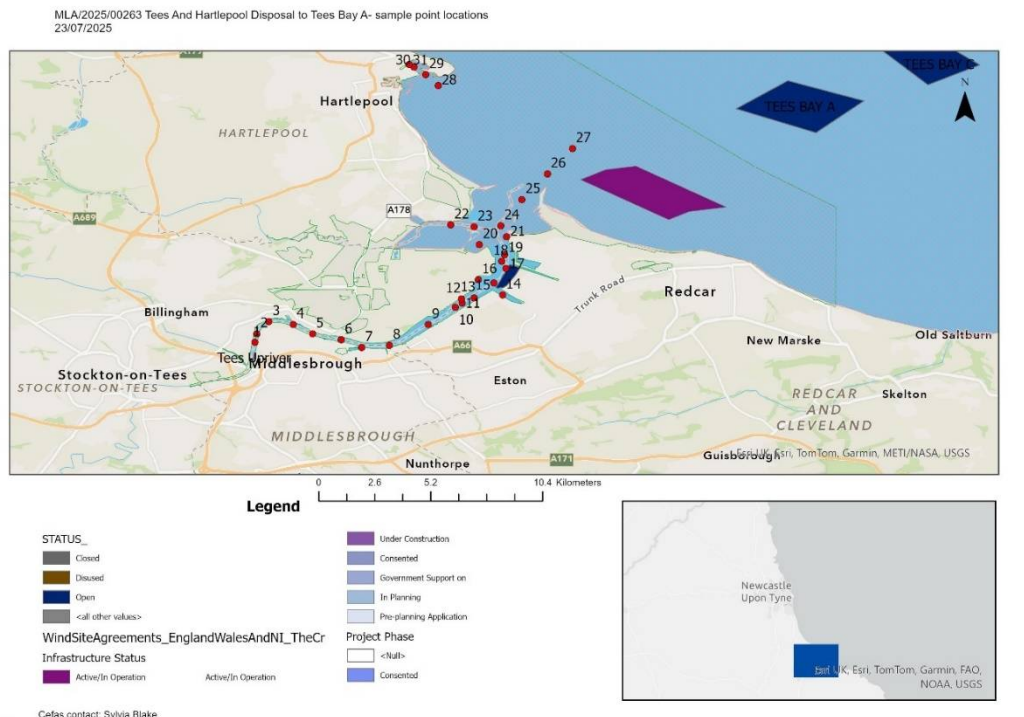 MLA/2025/00263 Tees And Hartlepool Disposal to Tees Bay A- sample point locations
23/07/2025
A179
TEES BAY C
30 31 29
28
Hartlepool
TEES BAY A
N
HARTLEPOOL
27
26
25
A178
A689
22 23 24
20 21
19
18
17
16
12 13 15 14
11
10
Trunk Road
Redcar
Billingham
3
2 4
1 5 6 7 8 9
A66
New Marske
Old Saltburn
Tees Upriver
Middlesbrough
Stockton-on-Tees
STOCKTON-ON-TEES
Eston
REDCAR
AND
CLEVELAND
Skelton
MIDDLESBROUGH
Nunthorpe
A171
Guisborough
Esri UK, Esri, TomTom, Garmin, METI/NASA, USGS
0 2.6 5.2 10.4 Kilometers
Legend
STATUS_
Closed
Disused
Open
<all other values>
WindSiteAgreements_EnglandWalesAndNI_TheCr
Infrastructure Status
Active/In Operation
Active/In Operation
Under Construction
Consented
Government Support on
In Planning
Pre-planning Application
Project Phase
<Null>
Consented
Newcastle
Upon Tyne
Esri UK, Esri, TomTom, Garmin, FAO,
NOAA, USGS
Cefas contact: Sylvia Blake